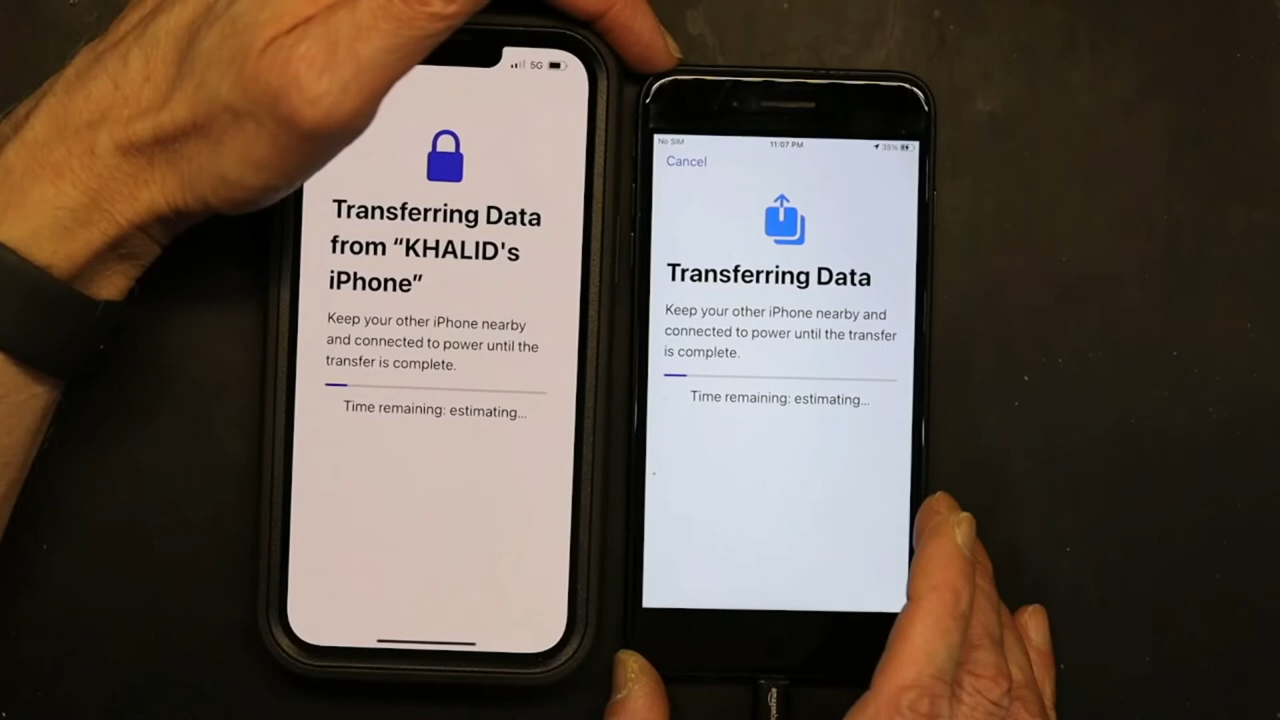 5G
Transferring Data
from “KHALID's
iPhone”
Keep your other iPhone nearby
and connected to power until the
transfer is complete.
Time remaining: estimating...
No SIM
11:07 PM
35%
Cancel
Transferring Data
Keep your other iPhone nearby and
connected to power until the transfer
is complete.
Time remaining: estimating...
amazon